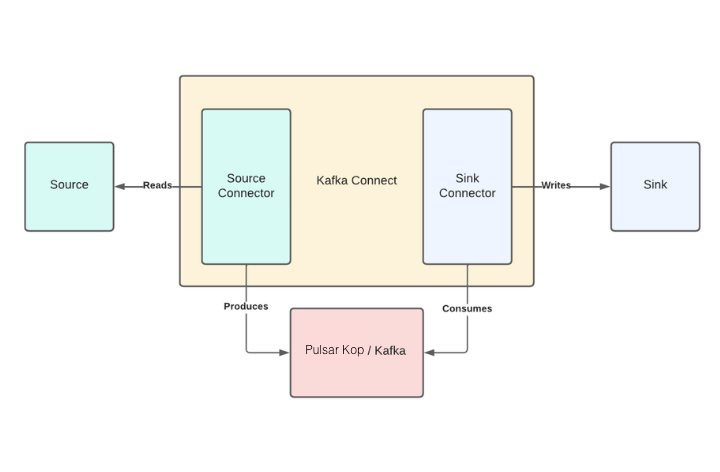 Source
Reads
Source
Connector
Kafka Connect
Sink
Connector
Writes
Sink
Produces
Consumes
Pulsar Kop / Kafka